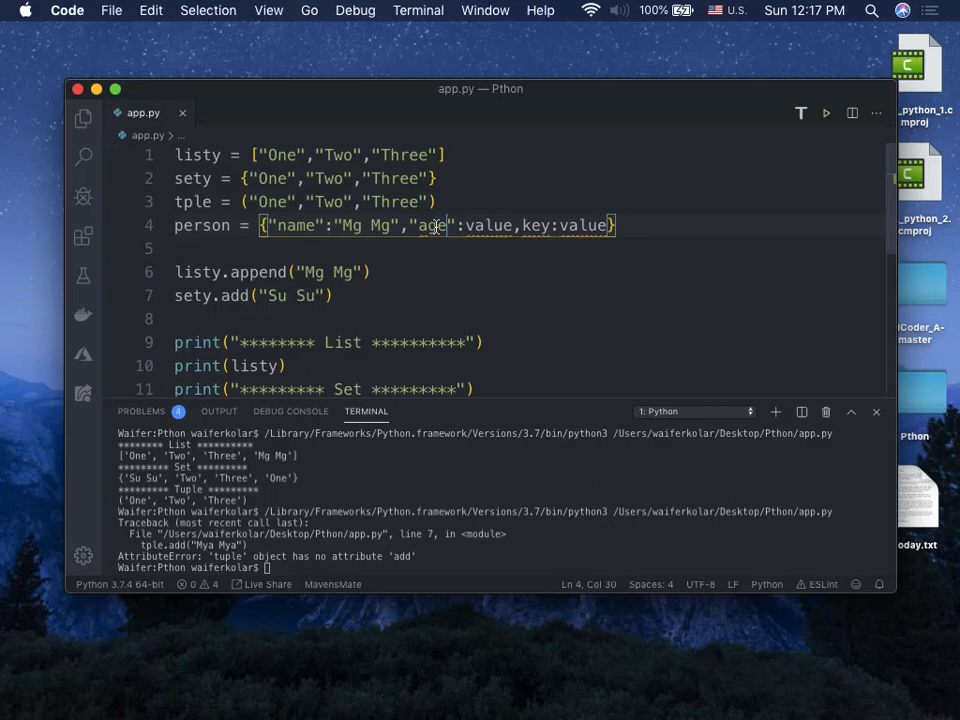 Code File Edit Selection View Go Debug Terminal Window Help 100% U.S. Sun 12:17 PM
app.py — Pthon
app.py
app.py > ...
1 listy = ["One","Two","Three"]
2 sety = {"One","Two","Three"}
3 tple = ("One","Two","Three")
4 person = {"name":"Mg Mg","age":value,key:value}
5
6 listy.append("Mg Mg")
7 sety.add("Su Su")
8
9 print("******** List **********")
10 print(listy)
11 print("********* Set *********")
PROBLEMS 4 OUTPUT DEBUG CONSOLE TERMINAL 1: Python
Waifer:Pthon waiferkolar$ /Library/Frameworks/Python.framework/Versions/3.7/bin/python3 /Users/waiferkolar/Desktop/Pthon/app.py
******** List **********
['One', 'Two', 'Three', 'Mg Mg']
********* Set *********
{'Su Su', 'Two', 'Three', 'One'}
********* Tuple *********
('One', 'Two', 'Three')
Waifer:Pthon waiferkolar$ /Library/Frameworks/Python.framework/Versions/3.7/bin/python3 /Users/waiferkolar/Desktop/Pthon/app.py
Traceback (most recent call last):
File "/Users/waiferkolar/Desktop/Pthon/app.py", line 7, in <module>
tple.add("Mya Mya")
AttributeError: 'tuple' object has no attribute 'add'
Waifer:Pthon waiferkolar$
Python 3.7.4 64-bit 0 4 Live Share MavensMate Ln 4, Col 30 Spaces: 4 UTF-8 LF Python ESLint
_python_1.c
mproj
_python_2.
cmproj
lCoder_A-
master
Pthon
oday.txt